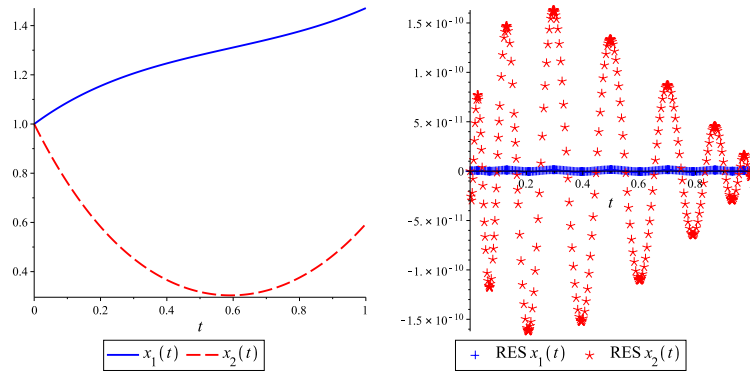 1.4
1.2
1.0
0.8
0.6
0.4
0
0.2
0.4
0.6
0.8
1
t
x₁(t)
x₂(t)
1.5 × 10⁻¹⁰
1. × 10⁻¹⁰
5. × 10⁻¹¹
0
-5. × 10⁻¹¹
-1. × 10⁻¹⁰
-1.5 × 10⁻¹⁰
0.2
0.4
0.6
0.8
t
RES x₁(t)
RES x₂(t)